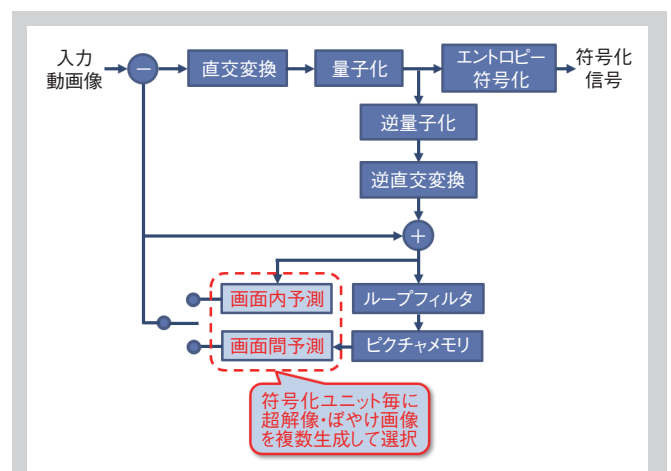 入力
動画像
−
直交変換
量子化
エントロピー
符号化
符号化
信号
逆量子化
逆直交変換
+
画面内予測
ループフィルタ
画面間予測
ピクチャメモリ
符号化ユニット毎に
超解像・ぼやけ画像
を複数生成して選択